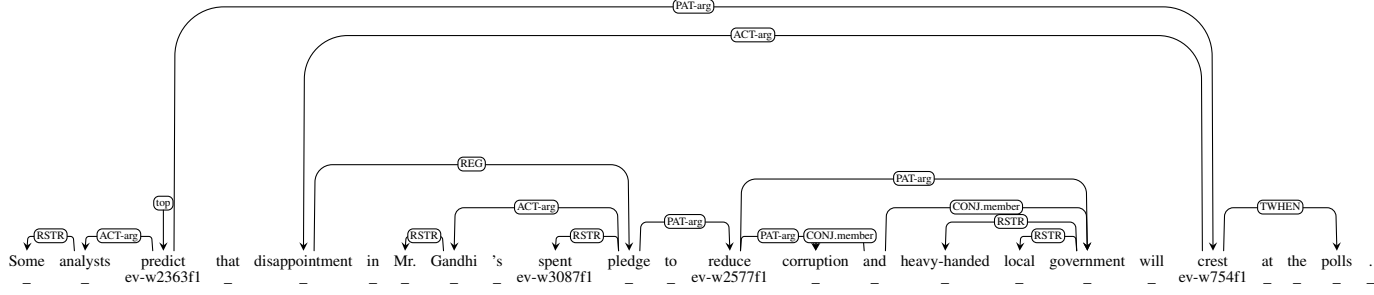 PAT-arg
ACT-arg
REG
PAT-arg
top ACT-arg CONJ.member TWHEN
PAT-arg RSTR
RSTR ACT-arg RSTR RSTR PAT-arg CONJ.member RSTR
Some analysts predict that disappointment in Mr. Gandhi 's spent pledge to reduce corruption and heavy-handed local government will crest at the polls .
ev-w2363f1 ev-w3087f1 ev-w2577f1 ev-w754f1
_ _ _ _ _ _ _ _ _ _ _ _ _ _ _ _ _ _ _ _ _ _ _ _